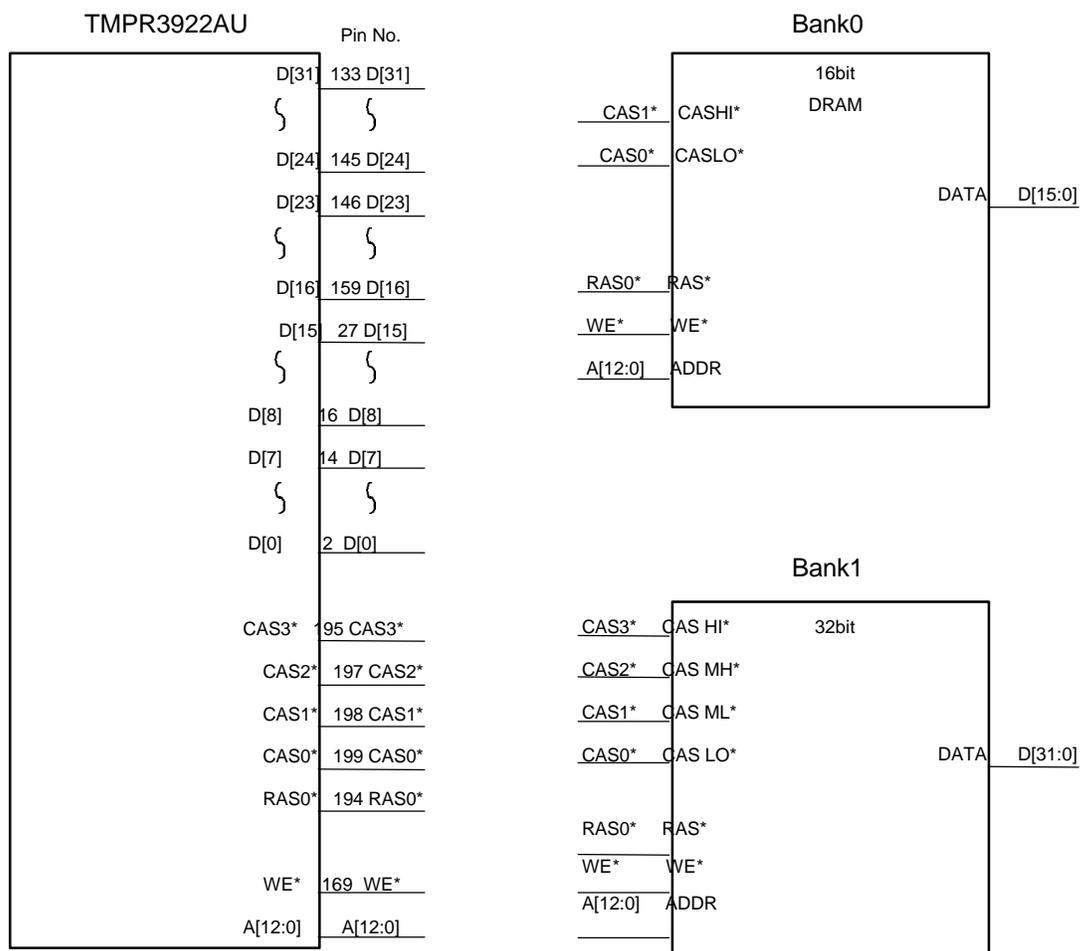 TMPR3922AU
Pin No.
D[31] 133 D[31]
D[24] 145 D[24]
D[23] 146 D[23]
D[16] 159 D[16]
D[15] 27 D[15]
D[8] 16 D[8]
D[7] 14 D[7]
D[0] 2 D[0]
CAS3* 195 CAS3*
CAS2* 197 CAS2*
CAS1* 198 CAS1*
CAS0* 199 CAS0*
RAS0* 194 RAS0*
WE* 169 WE*
A[12:0] A[12:0]
Bank0
16bit
DRAM
CAS1* CASHI*
CAS0* CASLO*
DATA D[15:0]
RAS0* RAS*
WE* WE*
A[12:0] ADDR
Bank1
32bit
CAS3* CAS HI*
CAS2* CAS MH*
CAS1* CAS ML*
CAS0* CAS LO*
DATA D[31:0]
RAS0* RAS*
WE* WE*
A[12:0] ADDR